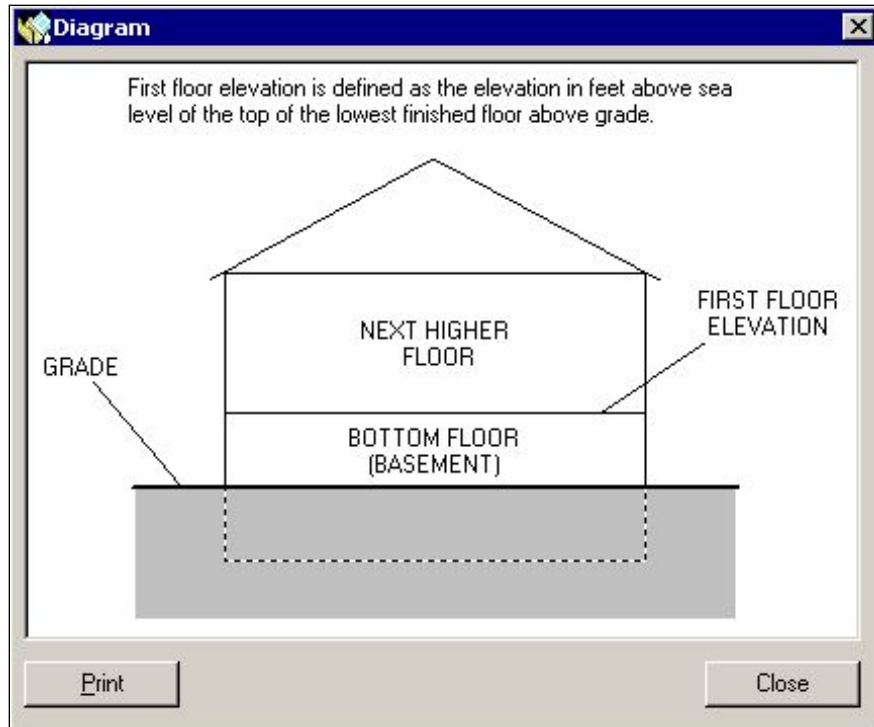 Diagram
First floor elevation is defined as the elevation in feet above sea
level of the top of the lowest finished floor above grade.
FIRST FLOOR
ELEVATION
NEXT HIGHER
FLOOR
GRADE
BOTTOM FLOOR
(BASEMENT)
Print
Close